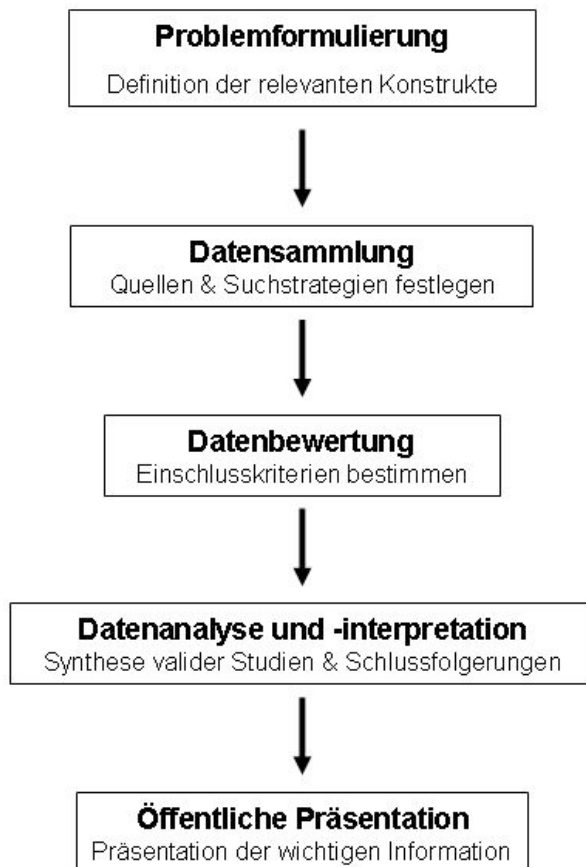 Problemformulierung
Definition der relevanten Konstrukte
Datensammlung
Quellen & Suchstrategien festlegen
Datenbewertung
Einschlusskriterien bestimmen
Datenanalyse und -interpretation
Synthese valider Studien & Schlussfolgerungen
Öffentliche Präsentation
Präsentation der wichtigen Information